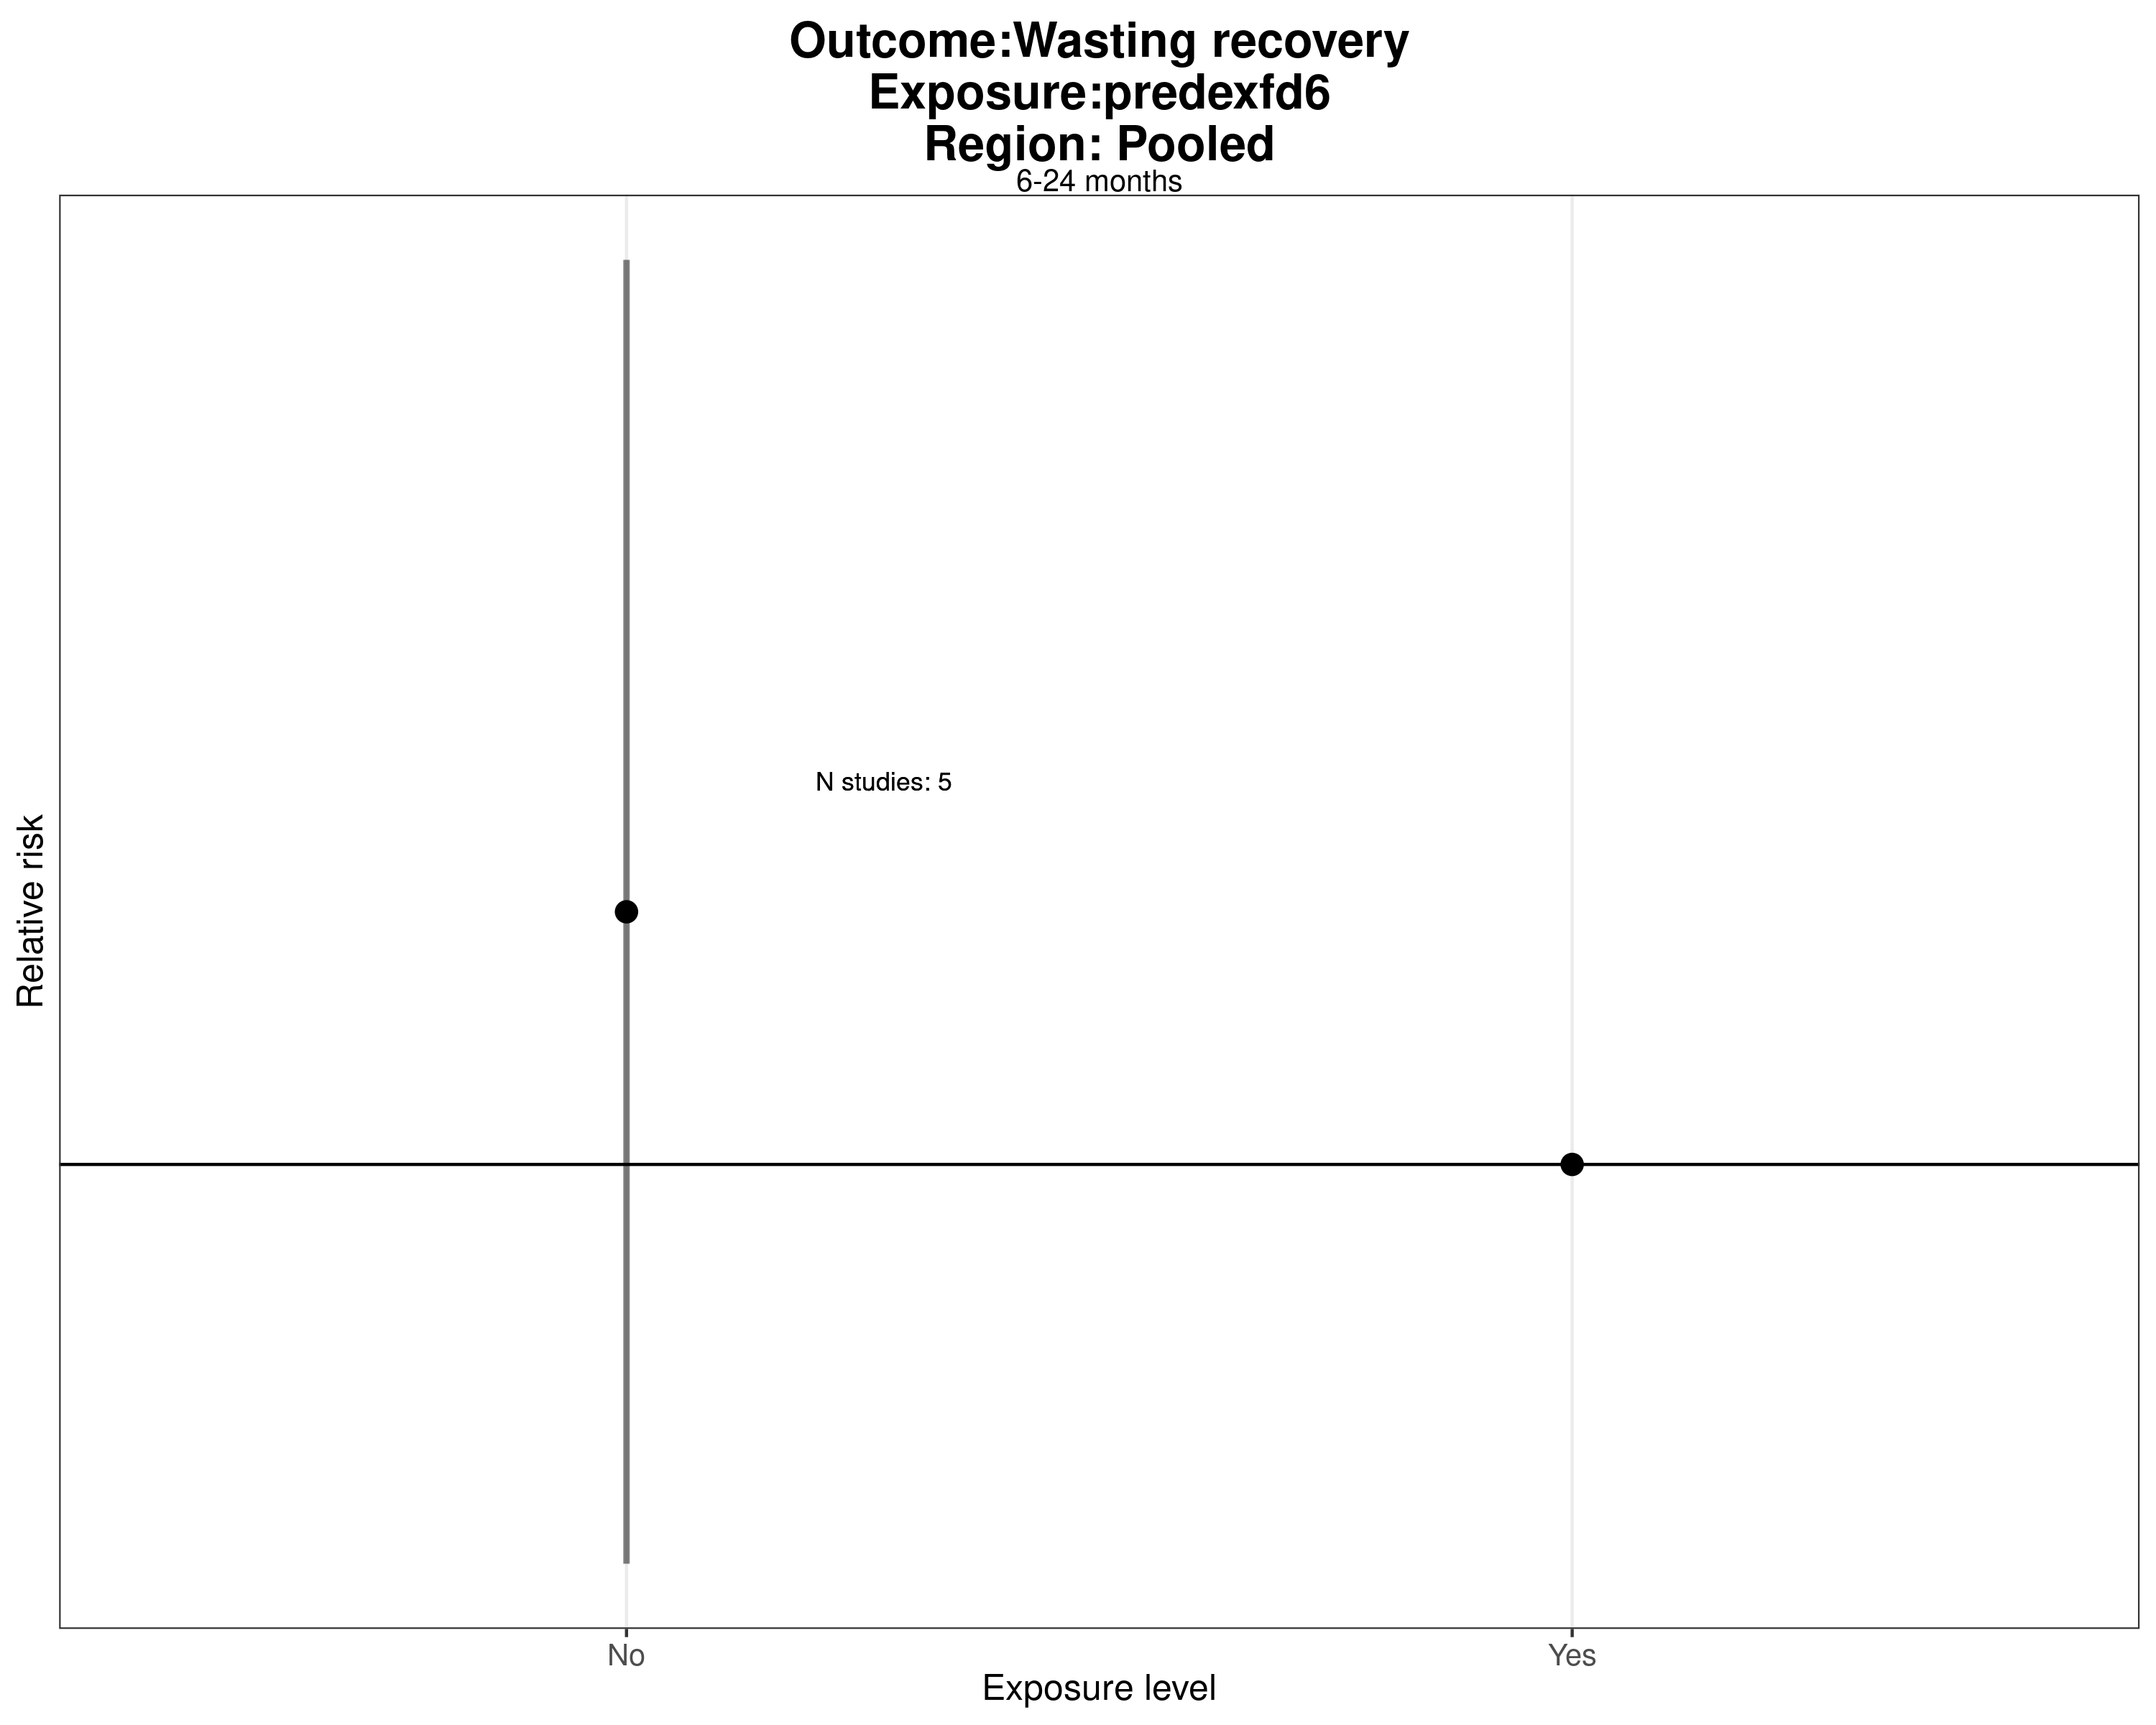 Outcome:Wasting recovery
Exposure:predexfd6
Region: Pooled
6-24 months
N studies: 5
Relative risk
No
Yes
Exposure level